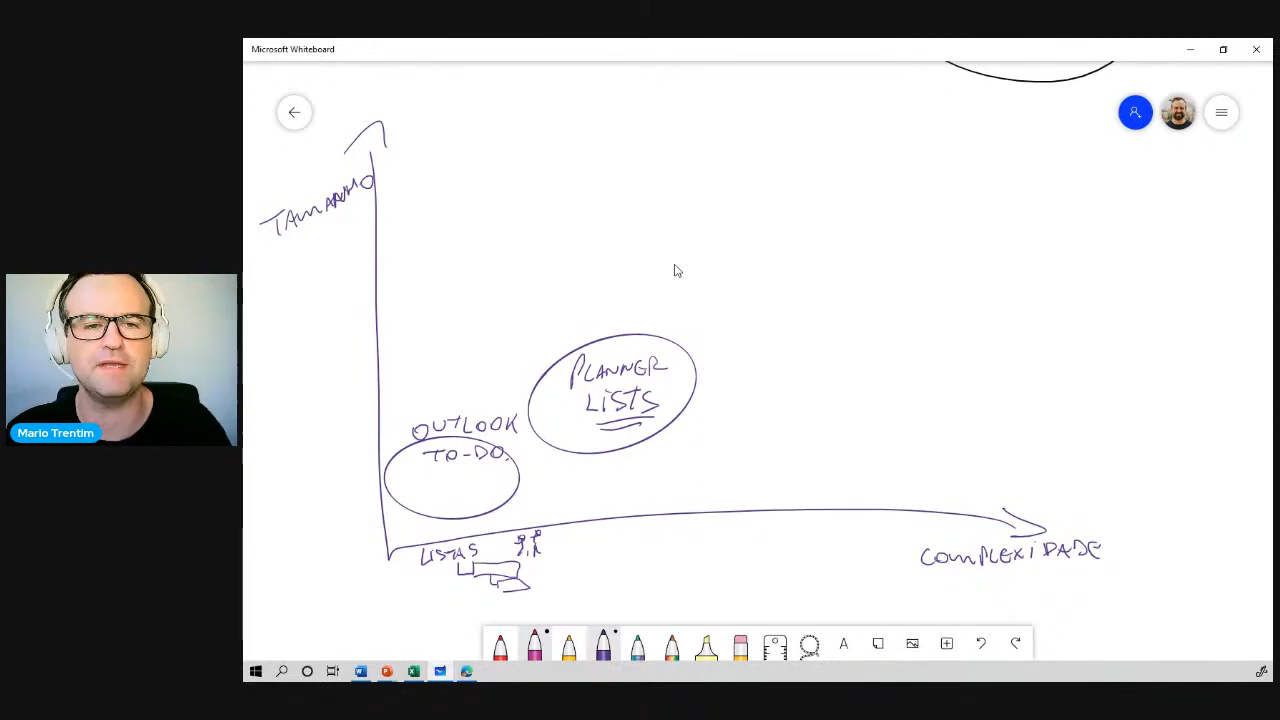 Microsoft Whiteboard
TAMANHO
PLANNER
LISTS
OUTLOOK
TO-DO.
Mario Trentim
LISTAS
COMPLEXIDADE
A